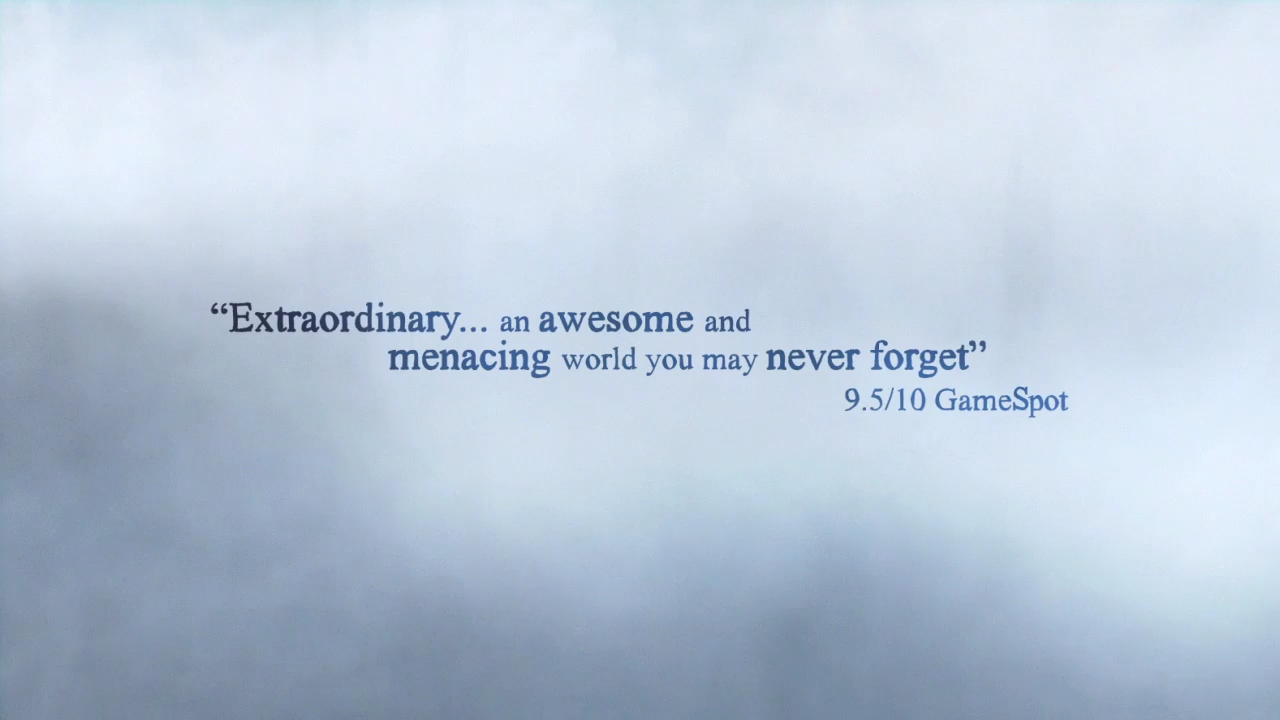 “Extraordinary... an awesome and
menacing world you may never forget”
9.5/10 GameSpot